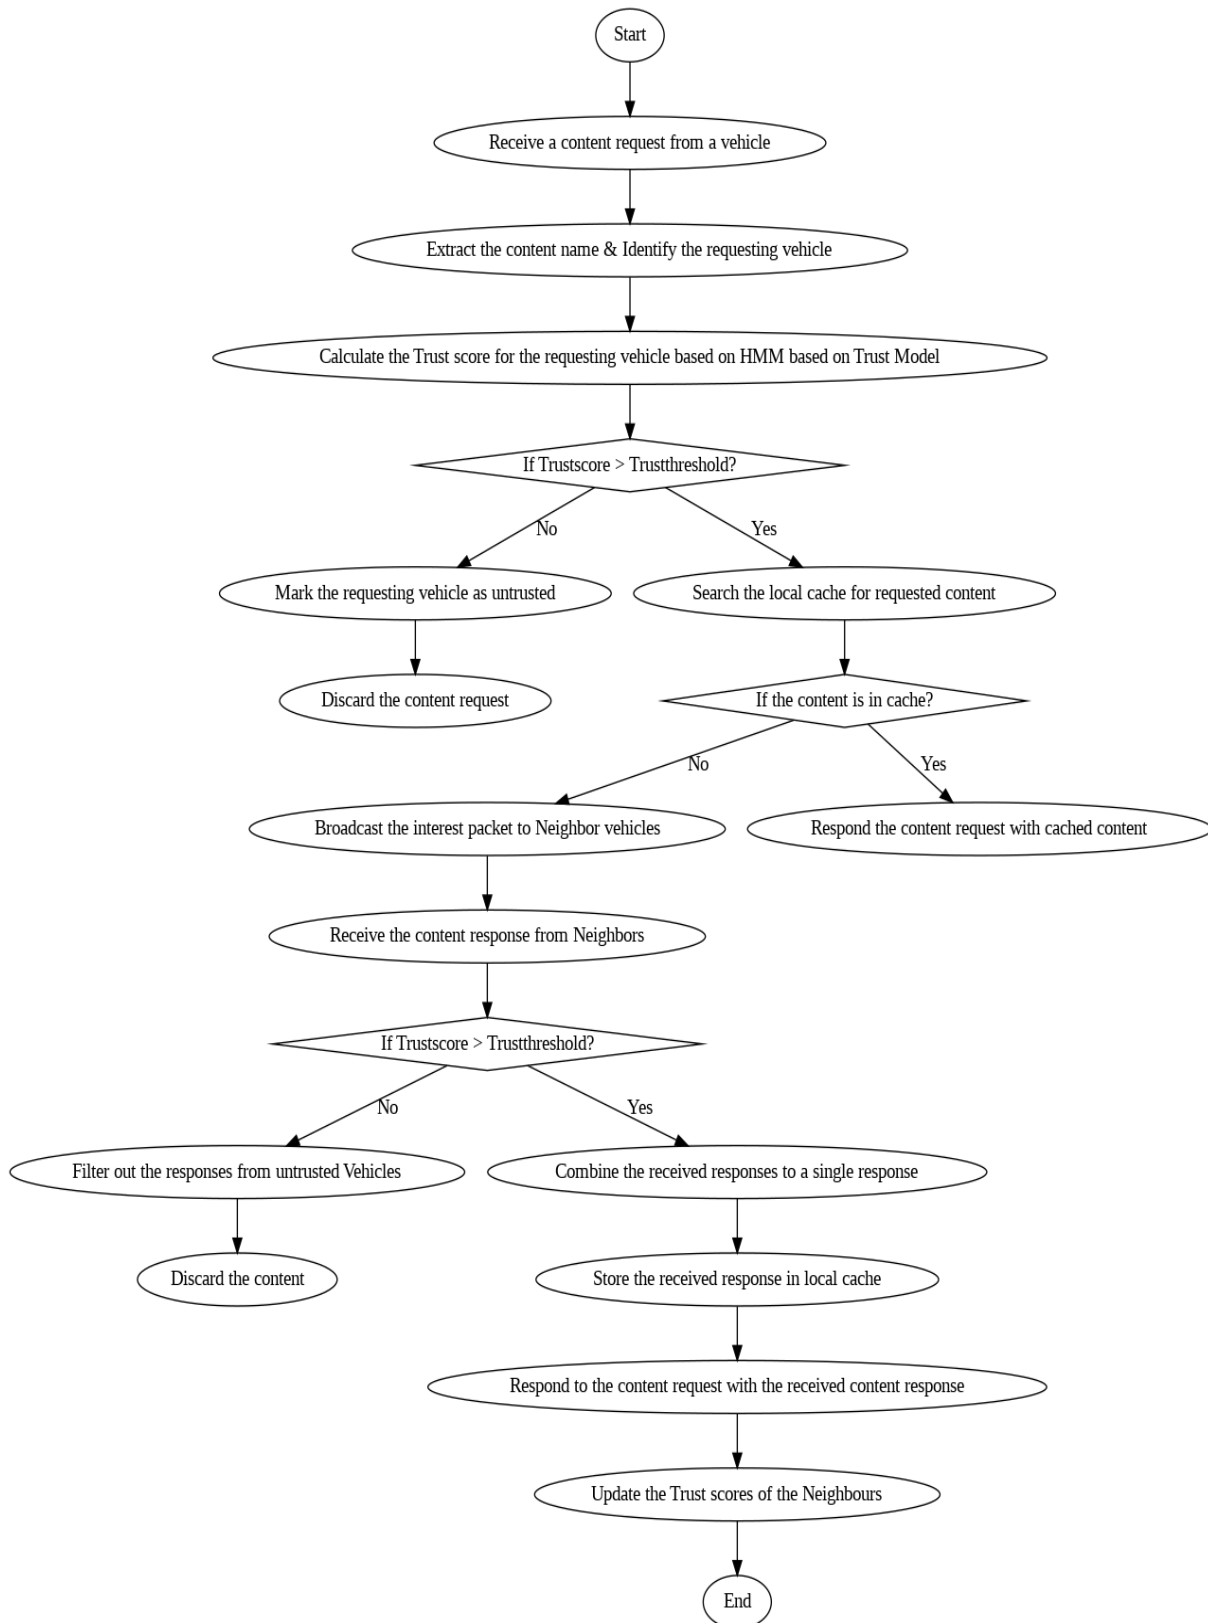 Start
Receive a content request from a vehicle
Extract the content name & Identify the requesting vehicle
Calculate the Trust score for the requesting vehicle based on HMM based on Trust Model
If Trustscore > Trustthreshold?
No
Yes
Mark the requesting vehicle as untrusted
Search the local cache for requested content
Discard the content request
If the content is in cache?
No
Yes
Broadcast the interest packet to Neighbor vehicles
Respond the content request with cached content
Receive the content response from Neighbors
If Trustscore > Trustthreshold?
No
Yes
Filter out the responses from untrusted Vehicles
Combine the received responses to a single response
Discard the content
Store the received response in local cache
Respond to the content request with the received content response
Update the Trust scores of the Neighbours
End